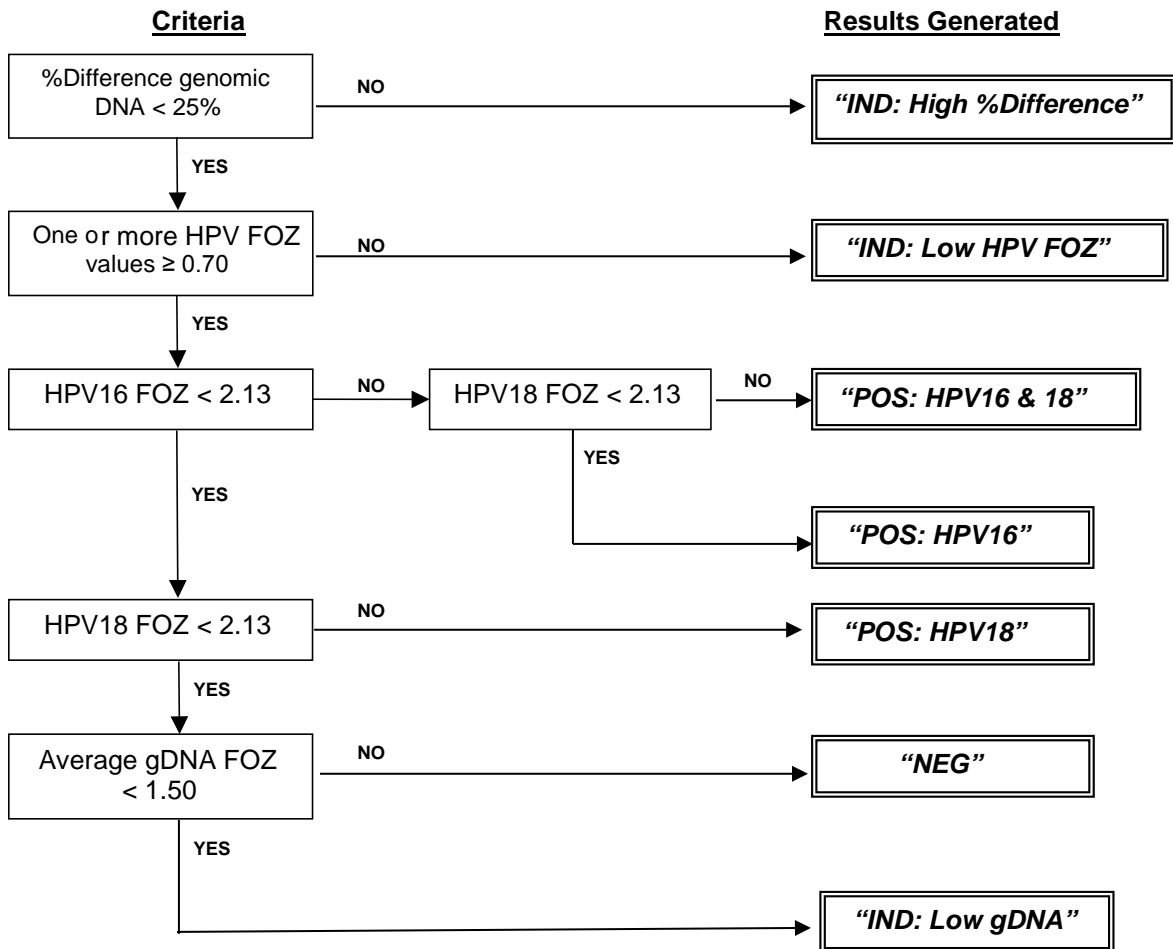 Criteria
Results Generated
%Difference genomic
DNA < 25%
NO
“IND: High %Difference”
YES
One or more HPV FOZ
values ≥ 0.70
NO
“IND: Low HPV FOZ”
YES
HPV16 FOZ < 2.13
NO
HPV18 FOZ < 2.13
NO
“POS: HPV16 & 18”
YES
YES
“POS: HPV16”
HPV18 FOZ < 2.13
NO
“POS: HPV18”
YES
Average gDNA FOZ
< 1.50
NO
“NEG”
YES
“IND: Low gDNA”